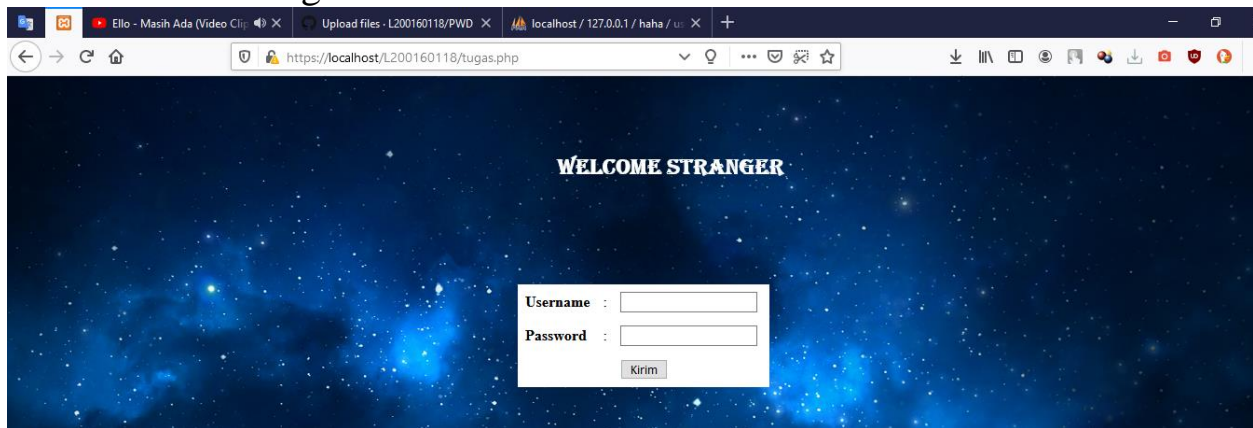 Ello - Masih Ada (Video Clip
Upload files · L200160118/PWD
localhost / 127.0.0.1 / haha / us
https://localhost/L200160118/tugas.php
WELCOME STRANGER
Username :
Password :
Kirim